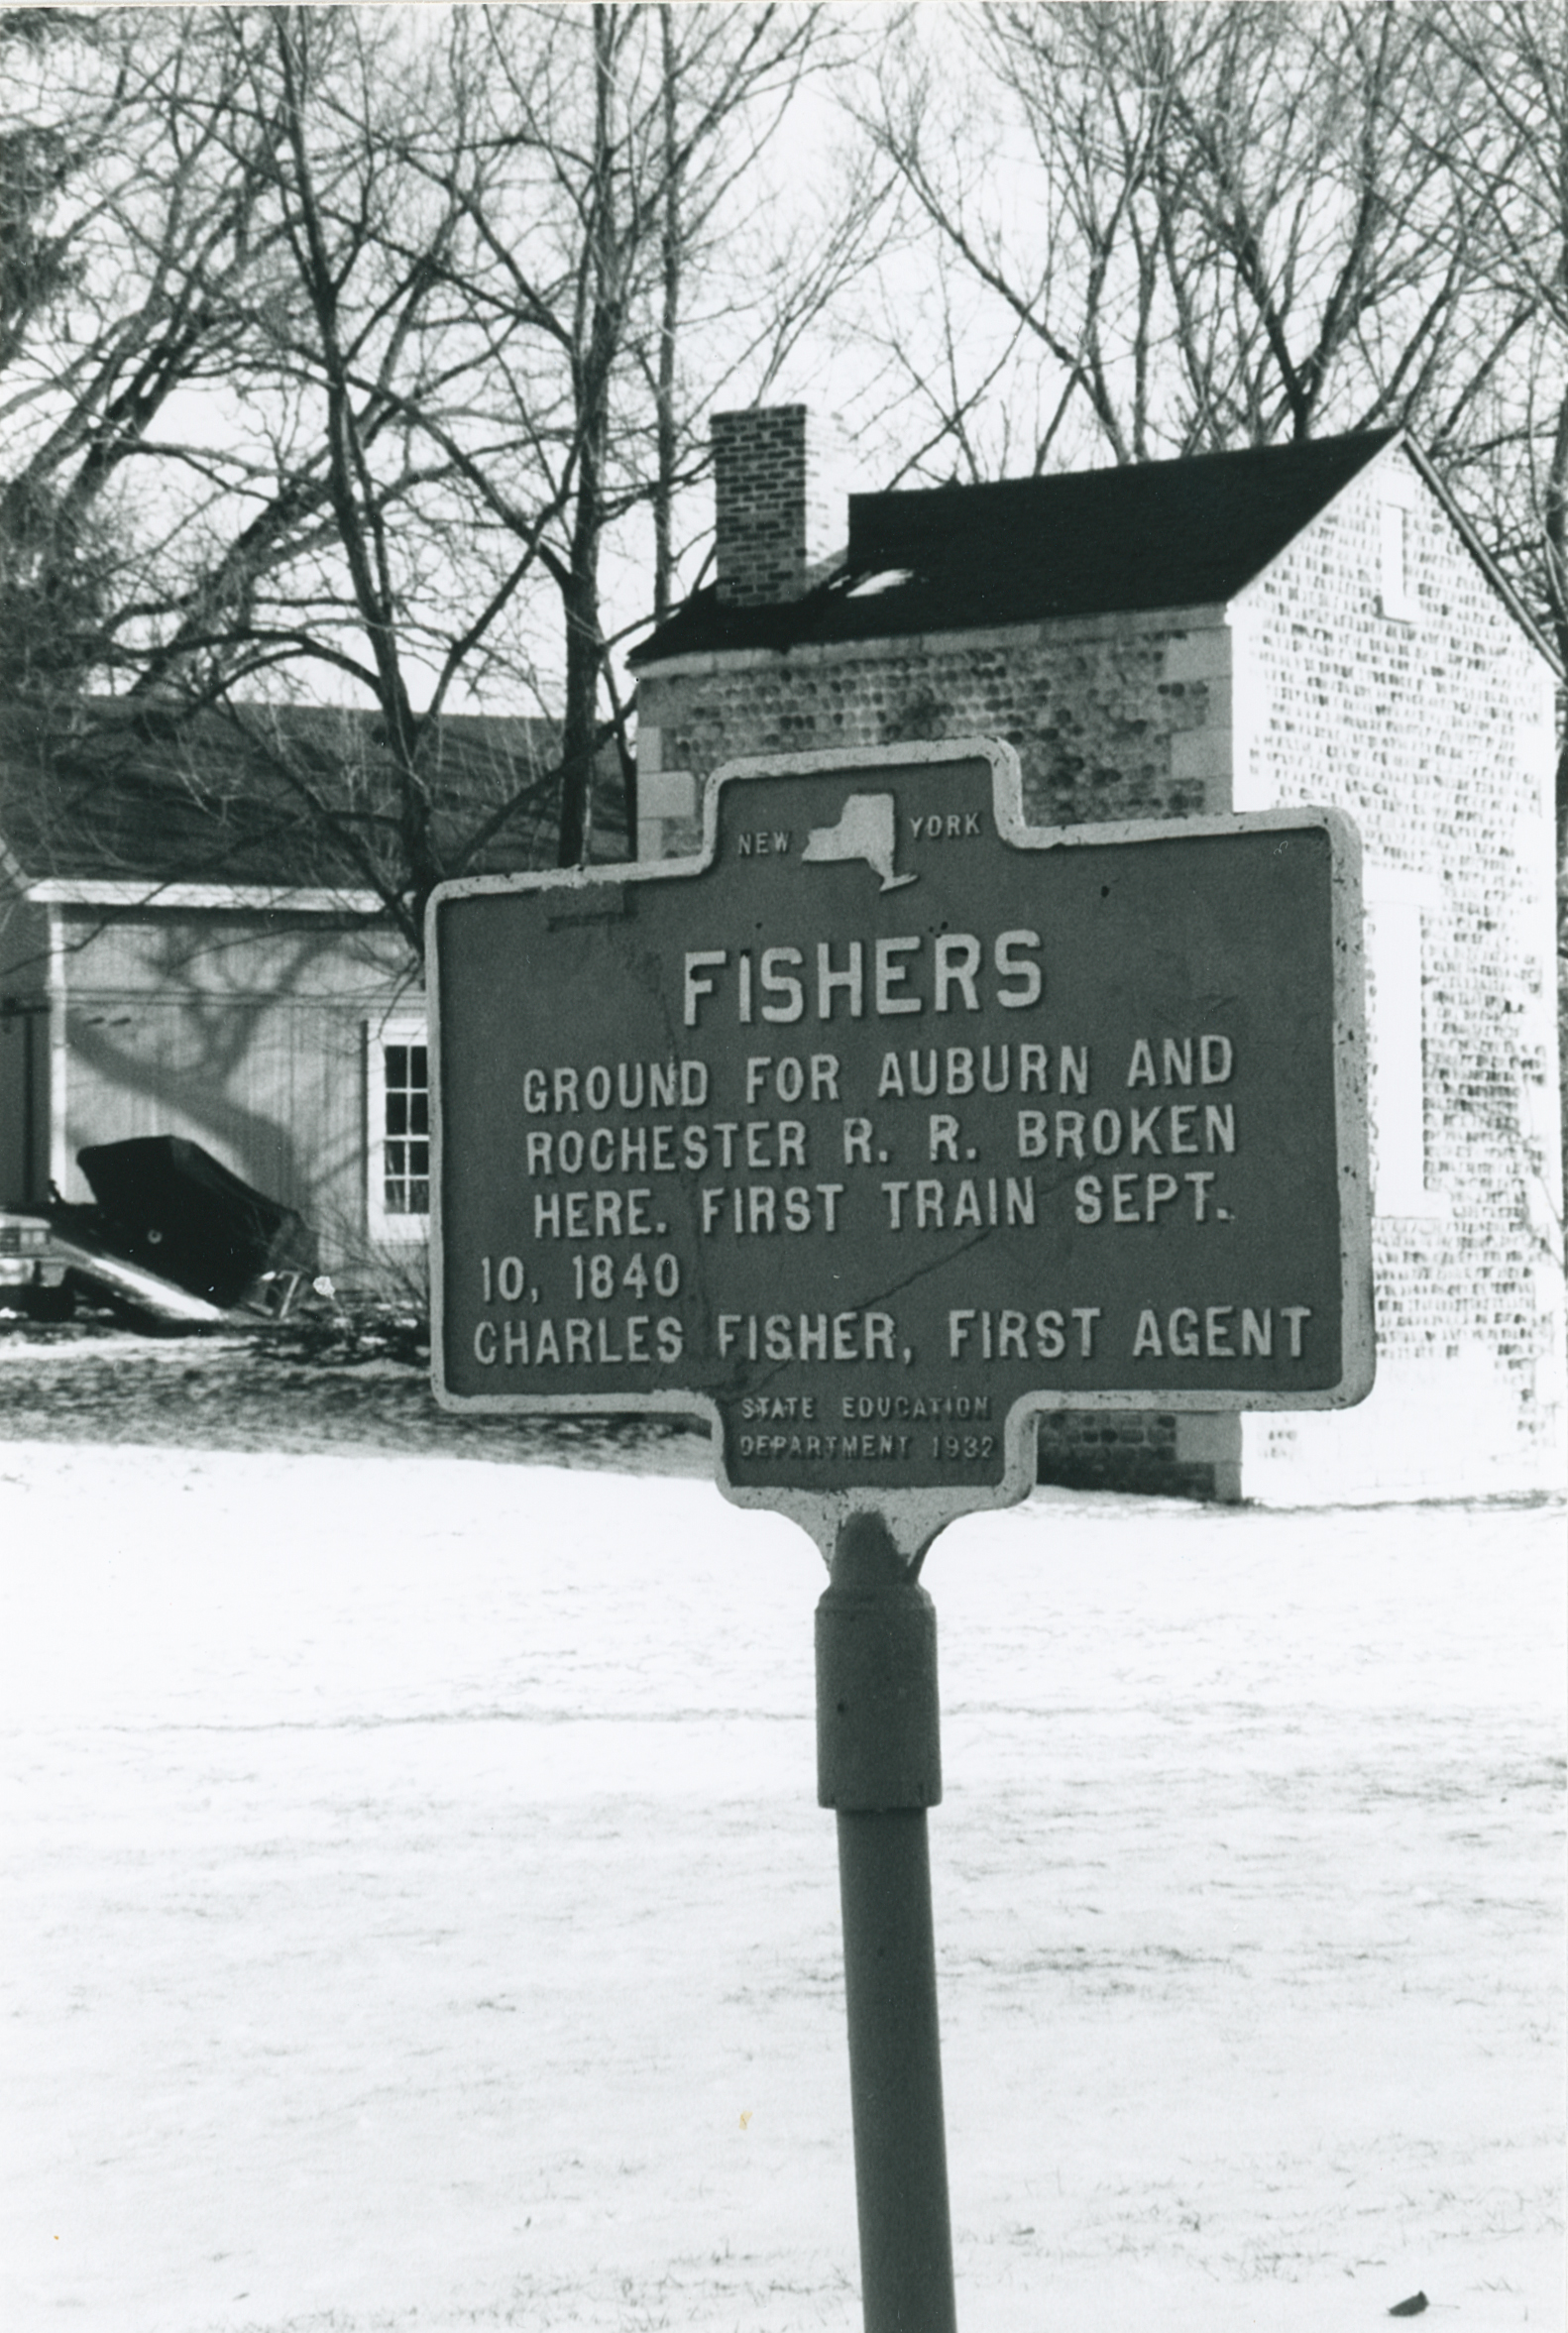 NEW YORK
FISHERS
GROUND FOR AUBURN AND
ROCHESTER R. R. BROKEN
HERE. FIRST TRAIN SEPT.
10, 1840
CHARLES FISHER, FIRST AGENT
STATE EDUCATION
DEPARTMENT 1932